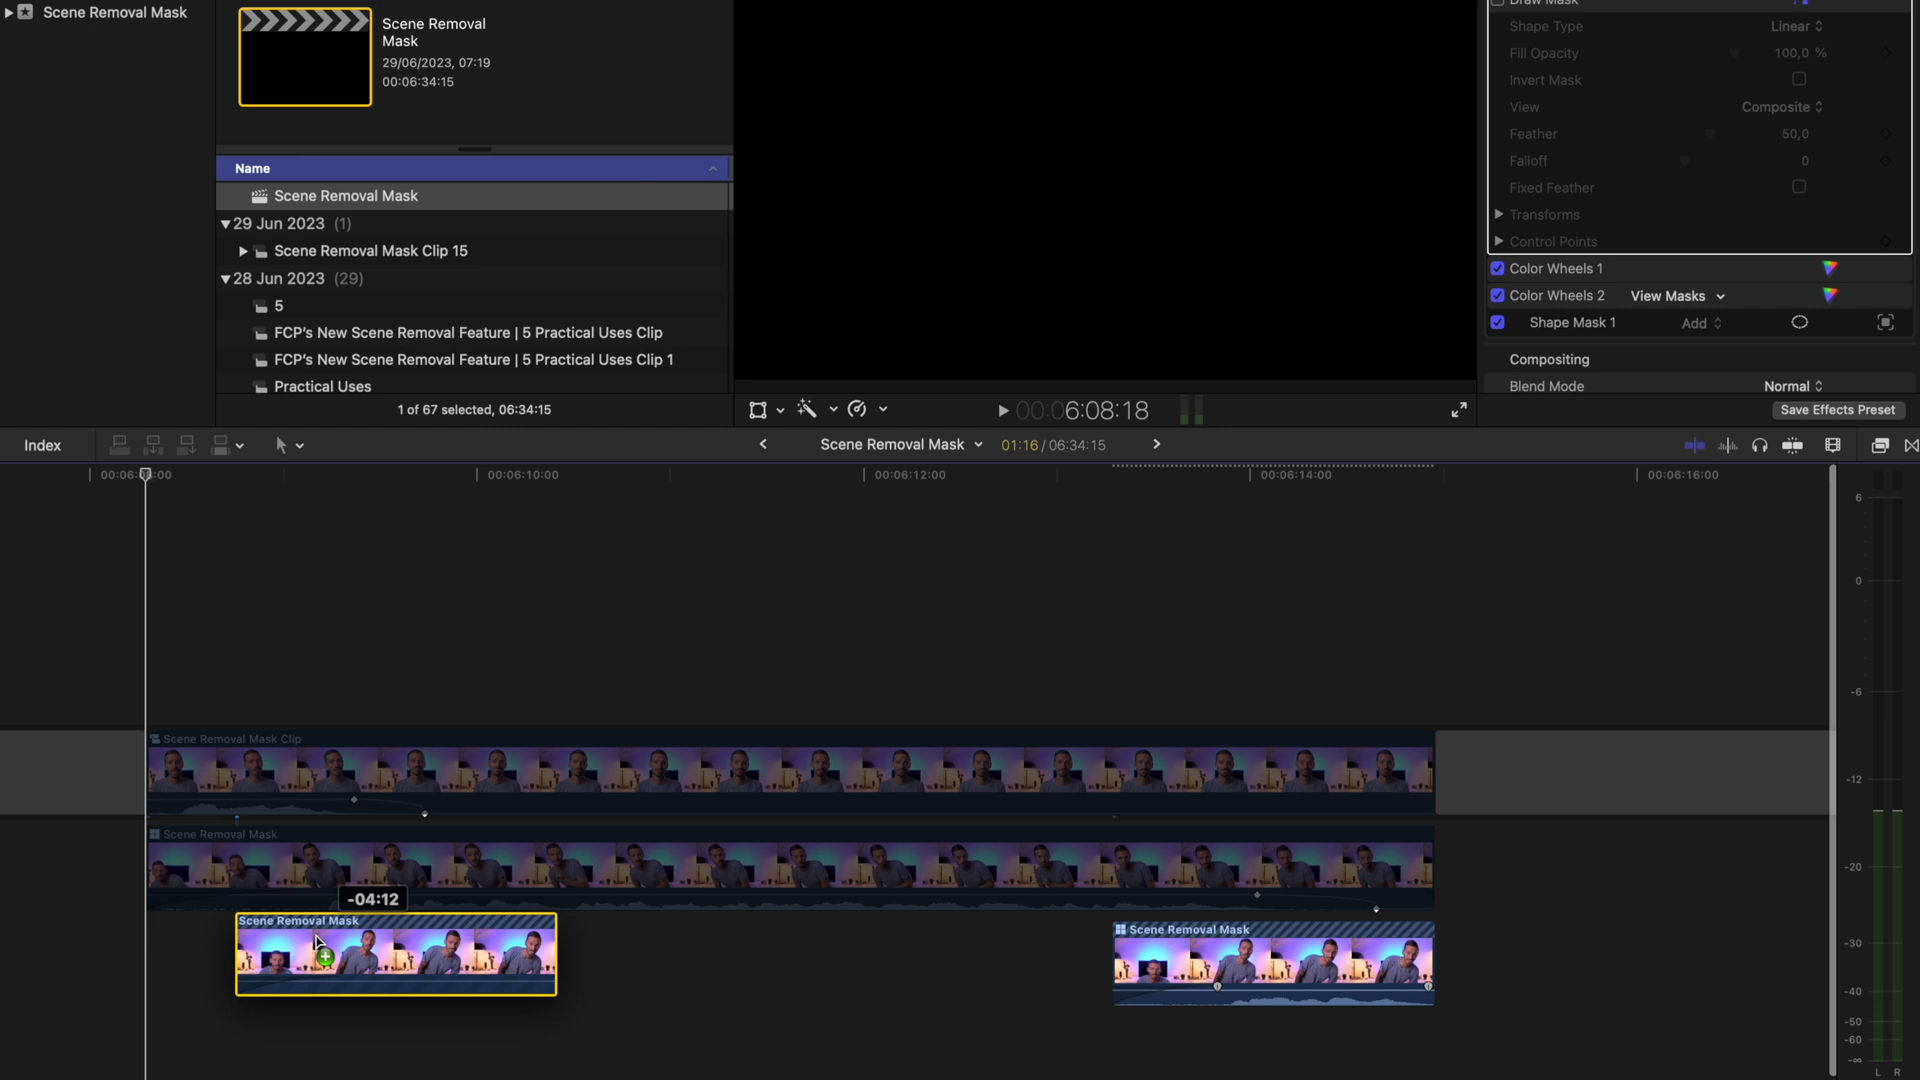 Scene Removal Mask
Scene Removal
Mask
29/06/2023, 07:19
00:06:34:15
Name
Scene Removal Mask
29 Jun 2023 (1)
Scene Removal Mask Clip 15
28 Jun 2023 (29)
5
FCP's New Scene Removal Feature | 5 Practical Uses Clip
FCP's New Scene Removal Feature | 5 Practical Uses Clip 1
Practical Uses
1 of 67 selected, 06:34:15
00:06:08:18
Draw Mask
Shape Type Linear
Fill Opacity 100,0 %
Invert Mask
View Composite
Feather 50,0
Falloff 0
Fixed Feather
Transforms
Control Points
Color Wheels 1
Color Wheels 2 View Masks
Shape Mask 1 Add
Compositing
Blend Mode Normal
Save Effects Preset
Index
Scene Removal Mask 01:16 / 06:34:15
00:06:08:00 00:06:10:00 00:06:12:00 00:06:14:00 00:06:16:00
Scene Removal Mask Clip
Scene Removal Mask
-04:12
Scene Removal Mask
Scene Removal Mask
6
0
-6
-12
-20
-30
-40
-50
-60
-∞
L R